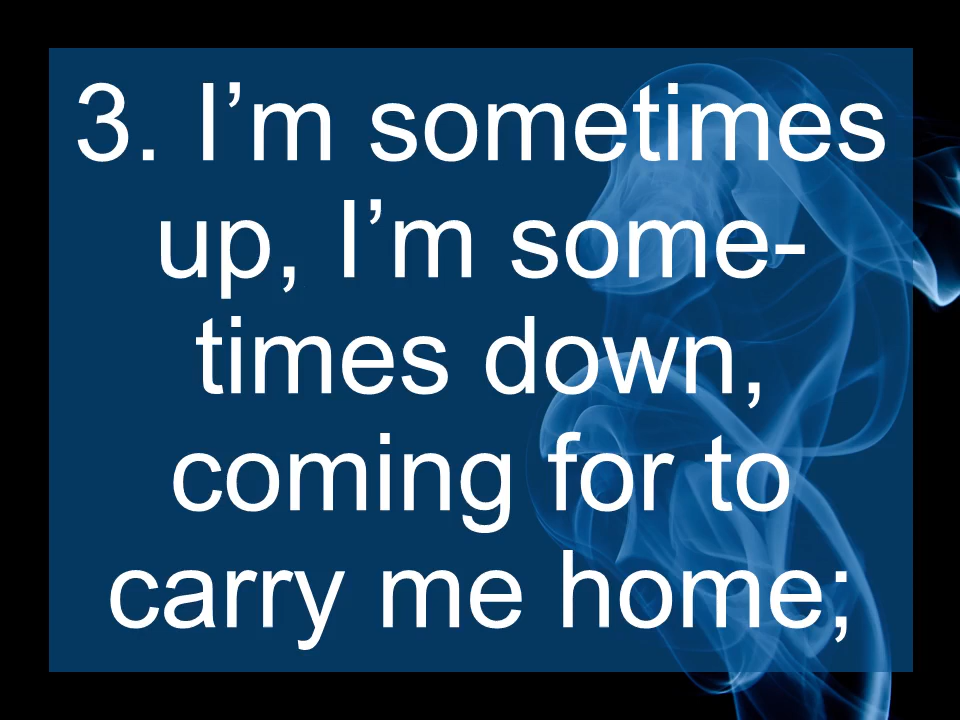 3. I’m sometimes
up, I’m some-
times down,
coming for to
carry me home;